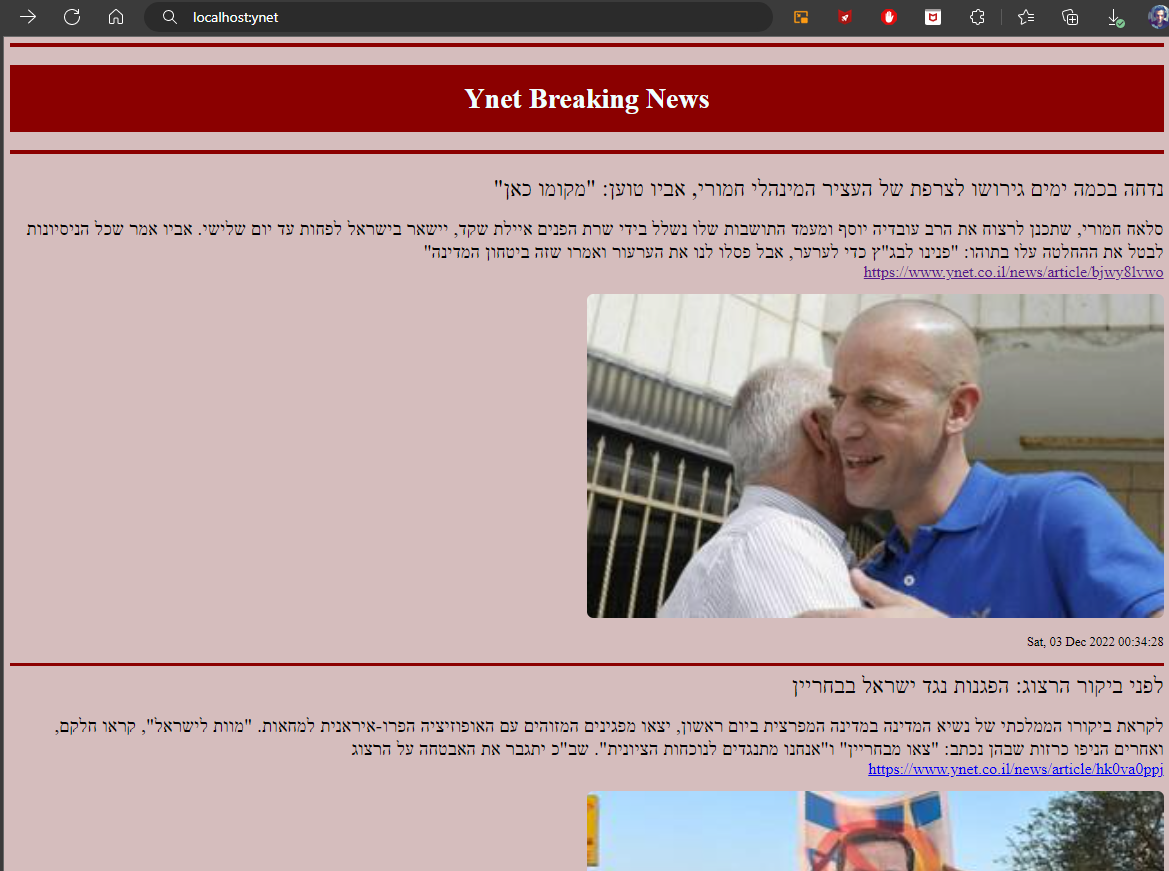 localhost:ynet
Ynet Breaking News
נדחה בכמה ימים גירושו לצרפת של העציר המינהלי חמורי, אביו טוען: "מקומו כאן"
סלאח חמורי, שתכנן לרצוח את הרב עובדיה יוסף ומעמד התושבות שלו נשלל בידי שרת הפנים איילת שקד, יישאר בישראל לפחות עד יום שלישי. אביו אמר שכל הניסיונות
לבטל את ההחלטה עלו בתוהו: "פנינו לבג"ץ כדי לערער, אבל פסלו לנו את הערעור ואמרו שזה ביטחון המדינה"
https://www.ynet.co.il/news/article/bjwy8lvwo
Sat, 03 Dec 2022 00:34:28
לפני ביקור הרצוג: הפגנות נגד ישראל בבחריין
לקראת ביקורו הממלכתי של נשיא המדינה במדינה המפרצית ביום ראשון, יצאו מפגינים המזוהים עם האופוזיציה הפרו-איראנית למחאות. "מוות לישראל", קראו חלקם,
ואחרים הניפו כרזות שבהן נכתב: "צאו מבחריין" ו"אנחנו מתנגדים לנוכחות הציונית". שב"כ יתגבר את האבטחה על הרצוג
https://www.ynet.co.il/news/article/hk0va0ppj